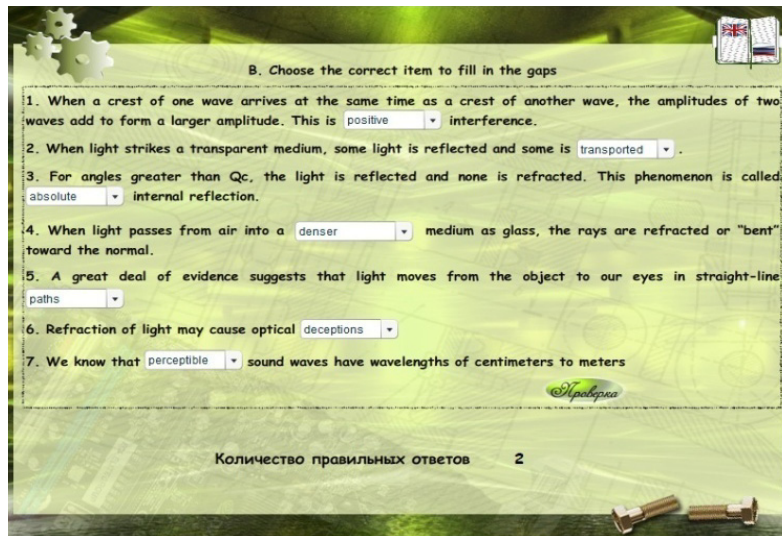 B. Choose the correct item to fill in the gaps
1. When a crest of one wave arrives at the same time as a crest of another wave, the amplitudes of two
waves add to form a larger amplitude. This is positive interference.
2. When light strikes a transparent medium, some light is reflected and some is transported .
3. For angles greater than Qc, the light is reflected and none is refracted. This phenomenon is called
absolute internal reflection.
4. When light passes from air into a denser medium as glass, the rays are refracted or “bent”
toward the normal.
5. A great deal of evidence suggests that light moves from the object to our eyes in straight-line
paths
6. Refraction of light may cause optical deceptions
7. We know that perceptible sound waves have wavelengths of centimeters to meters
Проверка
Количество правильных ответов 2